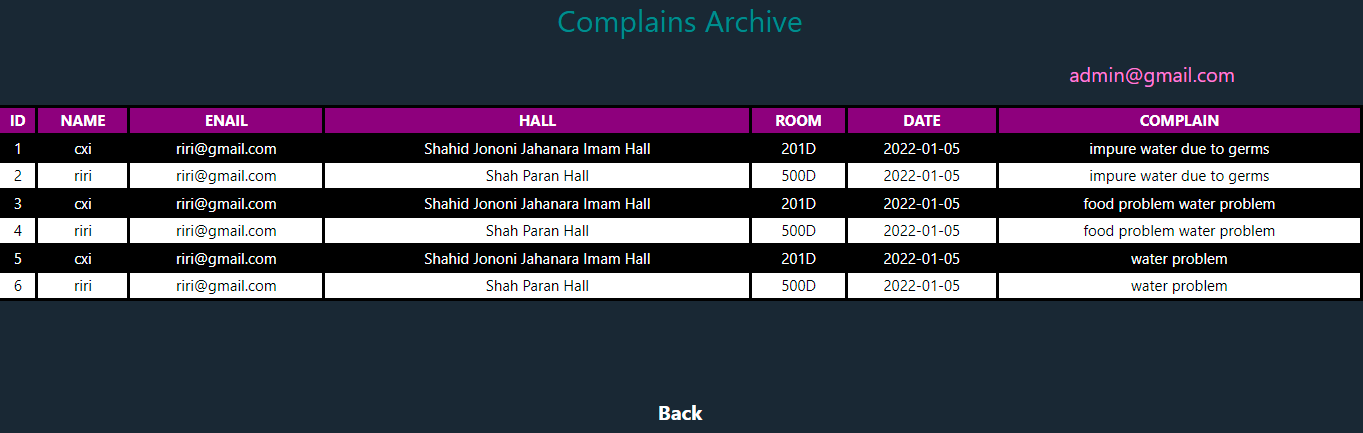 Complains Archive
admin@gmail.com
ID NAME ENAIL HALL ROOM DATE COMPLAIN
1 cxi riri@gmail.com Shahid Jononi Jahanara Imam Hall 201D 2022-01-05 impure water due to germs
2 riri riri@gmail.com Shah Paran Hall 500D 2022-01-05 impure water due to germs
3 cxi riri@gmail.com Shahid Jononi Jahanara Imam Hall 201D 2022-01-05 food problem water problem
4 riri riri@gmail.com Shah Paran Hall 500D 2022-01-05 food problem water problem
5 cxi riri@gmail.com Shahid Jononi Jahanara Imam Hall 201D 2022-01-05 water problem
6 riri riri@gmail.com Shah Paran Hall 500D 2022-01-05 water problem
Back